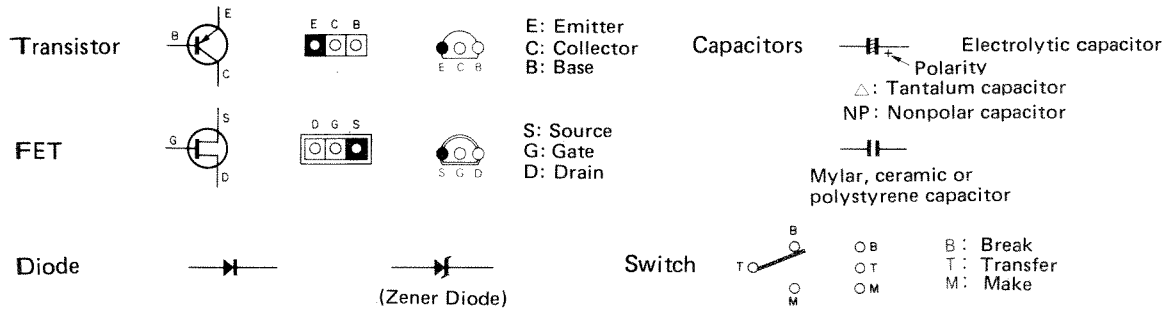 Transistor
B
E
C
E C B
E C B
E: Emitter
C: Collector
B: Base
FET
G
S
D
D G S
S G D
S: Source
G: Gate
D: Drain
Diode
(Zener Diode)
Capacitors
+
Electrolytic capacitor
Polarity
△: Tantalum capacitor
NP: Nonpolar capacitor
Mylar, ceramic or
polystyrene capacitor
Switch
T
B
M
B
T
M
B: Break
T: Transfer
M: Make